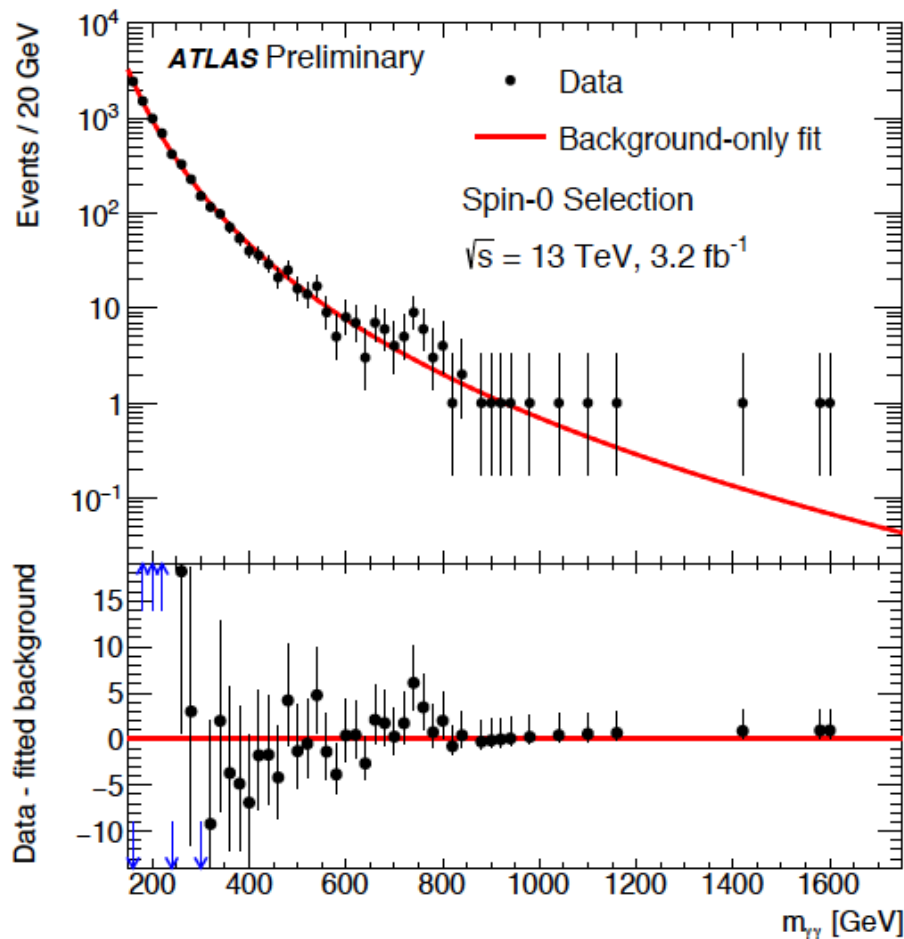 ATLAS Preliminary
Data
Background-only fit
Spin-0 Selection
√s = 13 TeV, 3.2 fb⁻¹
Events / 20 GeV
10⁴
10³
10²
10
1
10⁻¹
Data - fitted background
15
10
5
0
−5
−10
200 400 600 800 1000 1200 1400 1600
m_γγ [GeV]